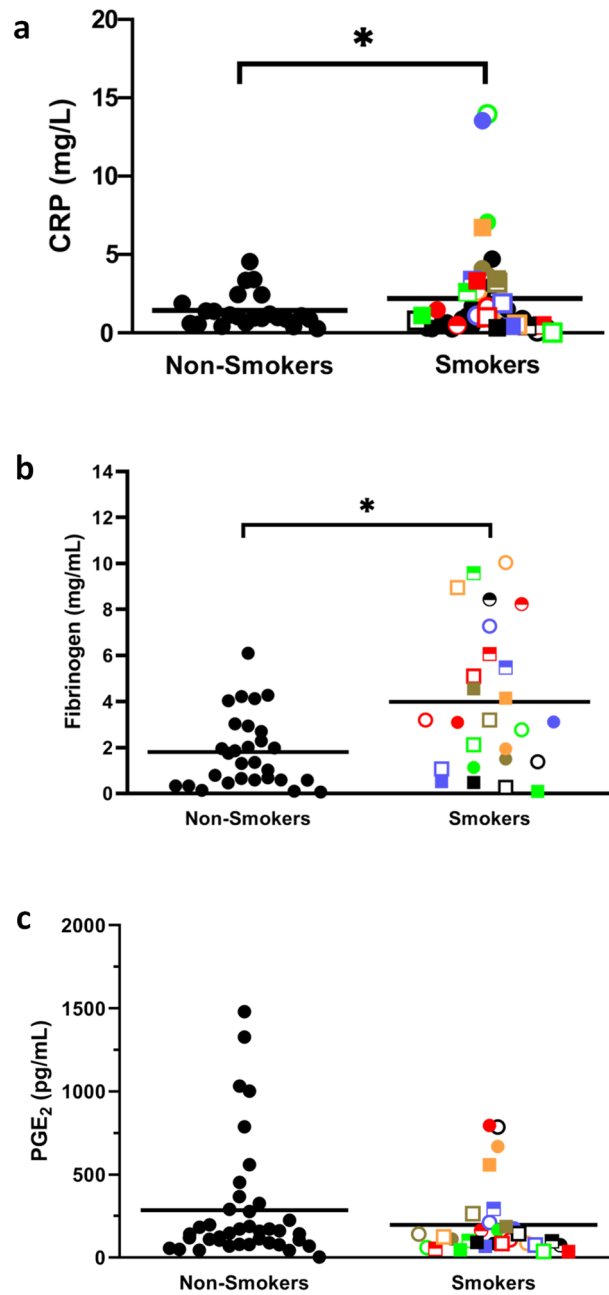 a
20
15
10
5
0
CRP (mg/L)
*
Non-Smokers Smokers
b
14
12
10
8
6
4
2
0
Fibrinogen (mg/mL)
*
Non-Smokers Smokers
c
2000
1500
1000
500
0
PGE₂ (pg/mL)
Non-Smokers Smokers